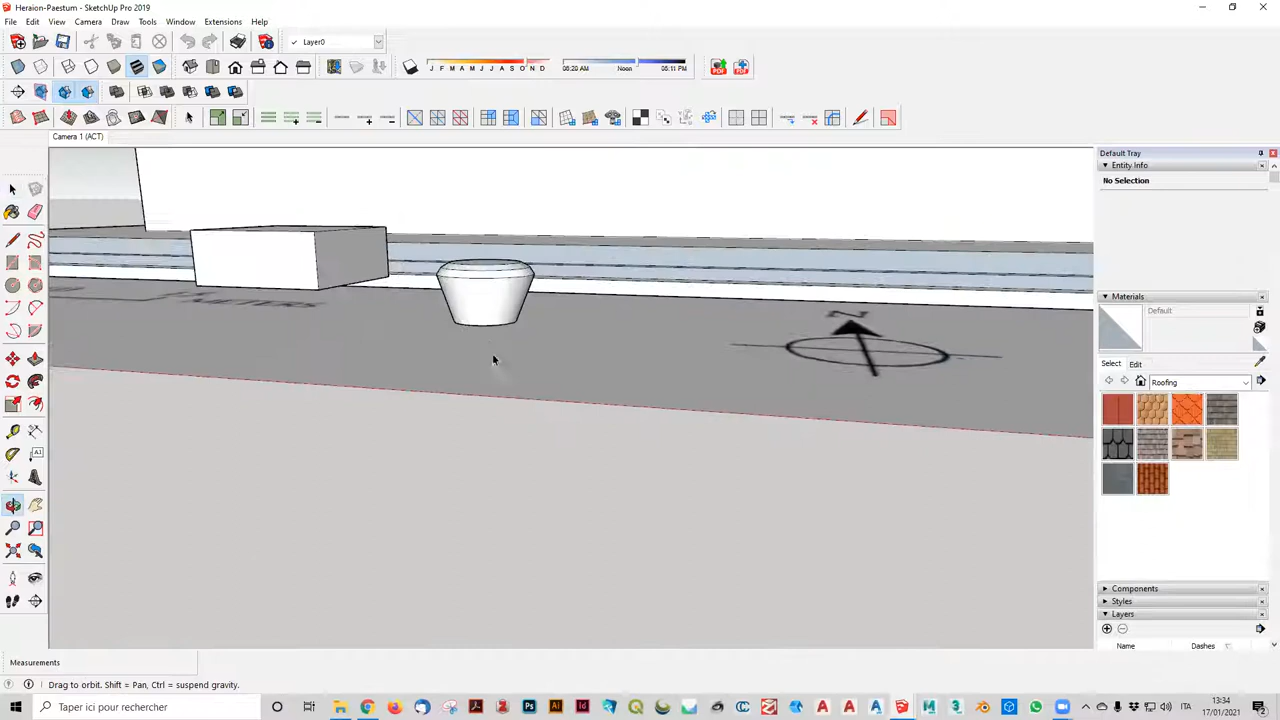 Heraion-Paestum - SketchUp Pro 2019
File Edit View Camera Draw Tools Window Extensions Help
Layer0
J F M A M J J A S O N D
06:20 AM Noon 05:11 PM
Camera 1 (ACT)
Default Tray
Entity Info
No Selection
N
Materials
Default
Select Edit
Roofing
Components
Styles
Layers
Name Dashes
Measurements
Drag to orbit. Shift = Pan, Ctrl = suspend gravity.
Taper ici pour rechercher
ITA
13:34
17/01/2021